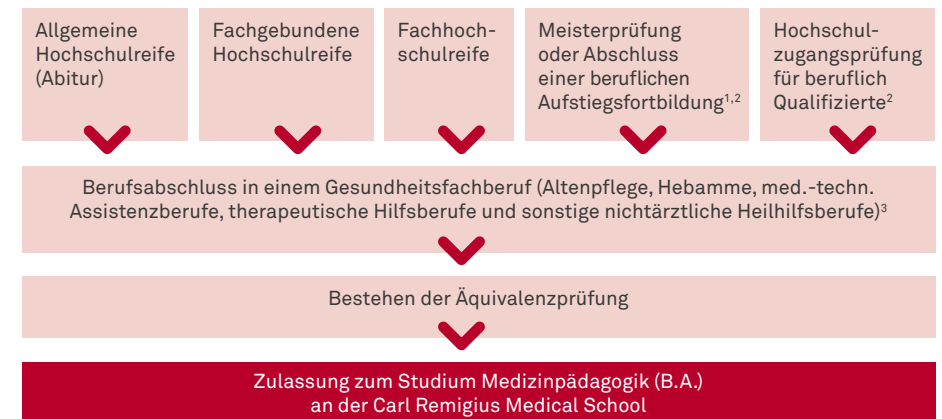 Allgemeine
Hochschulreife
(Abitur)
Fachgebundene
Hochschulreife
Fachhoch-
schulreife
Meisterprüfung
oder Abschluss
einer beruflichen
Aufstiegsfortbildung¹,²
Hochschul-
zugangsprüfung
für beruflich
Qualifizierte²
Berufsabschluss in einem Gesundheitsfachberuf (Altenpflege, Hebamme, med.-techn.
Assistenzberufe, therapeutische Hilfsberufe und sonstige nichtärztliche Heilhilfsberufe)³
Bestehen der Äquivalenzprüfung
Zulassung zum Studium Medizinpädagogik (B.A.)
an der Carl Remigius Medical School